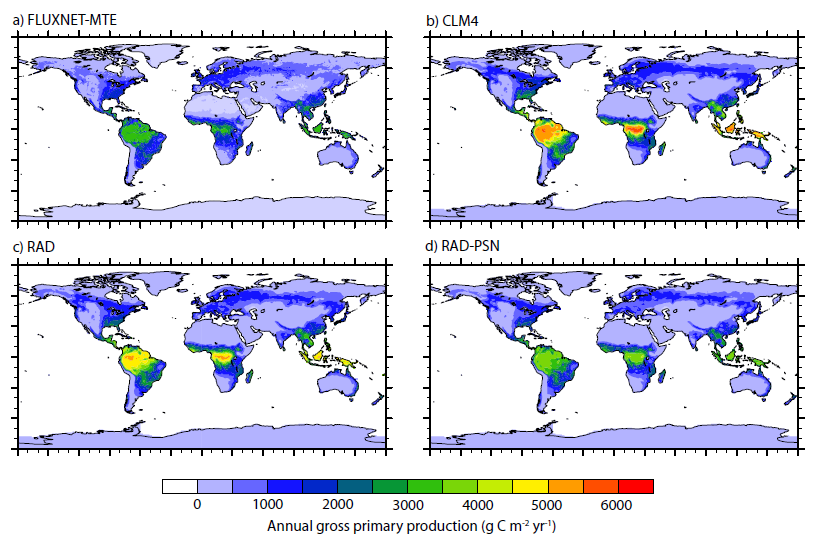 a) FLUXNET-MTE
b) CLM4
c) RAD
d) RAD-PSN
0 1000 2000 3000 4000 5000 6000
Annual gross primary production (g C m⁻² yr⁻¹)